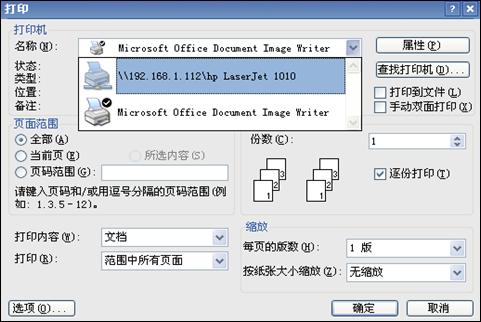 打印
打印机
名称(N):
Microsoft Office Document Image Writer
属性(P)
状态:
类型:
位置:
备注:
\\192.168.1.112\hp LaserJet 1010
Microsoft Office Document Image Writer
查找打印机(D)...
打印到文件(L)
手动双面打印(X)
页面范围
全部(A)
当前页(E)
所选内容(S)
页码范围(G):
请键入页码和/或用逗号分隔的页码范围(例
如: 1.3.5-12)。
份数(C):
1
逐份打印(T)
打印内容(W):
文档
打印(R):
范围中所有页面
缩放
每页的版数(H):
1 版
按纸张大小缩放(Z):
无缩放
选项(O)...
确定
取消